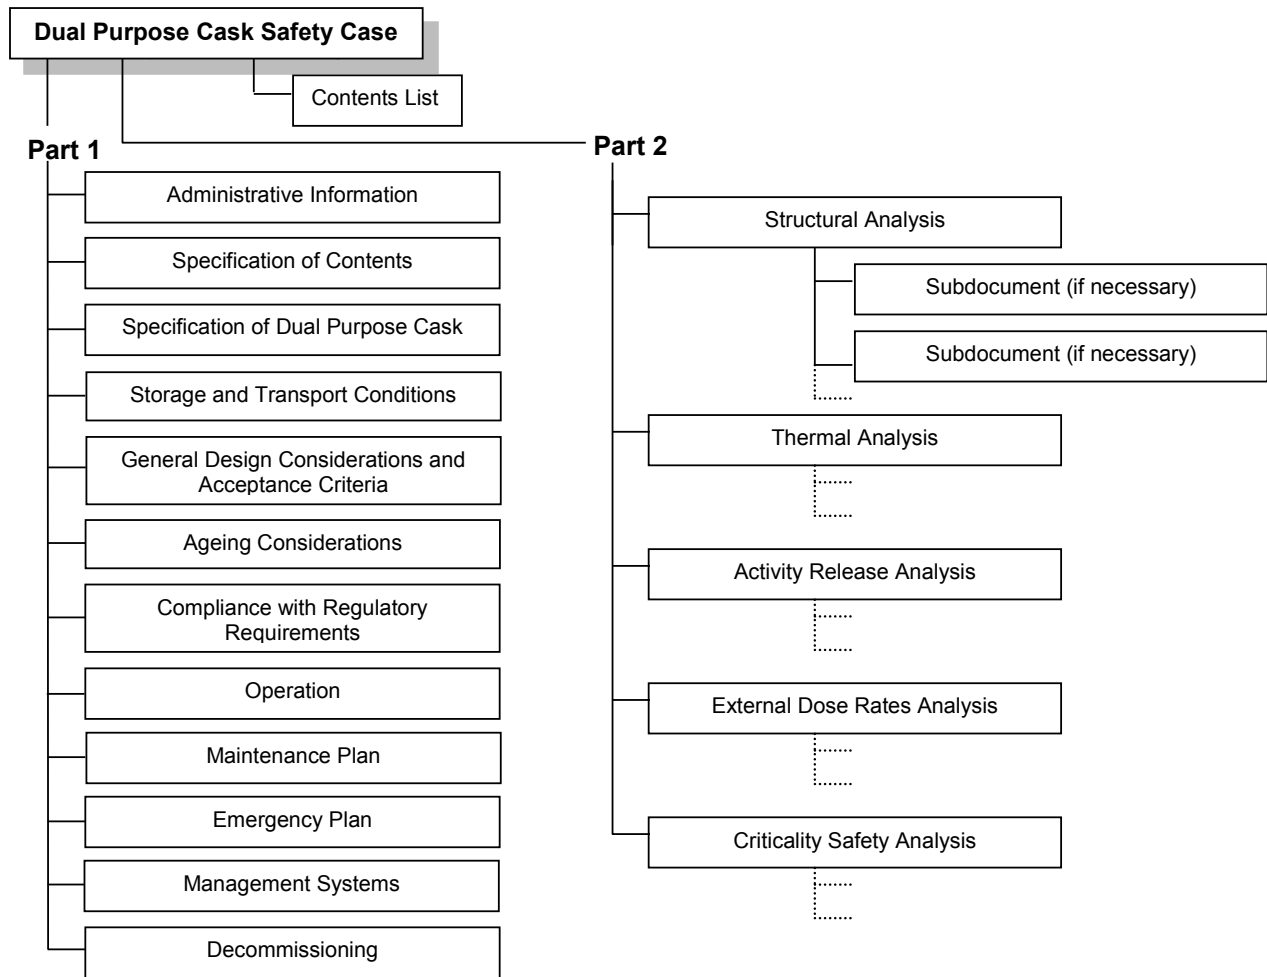 Dual Purpose Cask Safety Case
Contents List
Part 1
Administrative Information
Specification of Contents
Specification of Dual Purpose Cask
Storage and Transport Conditions
General Design Considerations and
Acceptance Criteria
Ageing Considerations
Compliance with Regulatory
Requirements
Operation
Maintenance Plan
Emergency Plan
Management Systems
Decommissioning
Part 2
Structural Analysis
Subdocument (if necessary)
Subdocument (if necessary)
Thermal Analysis
Activity Release Analysis
External Dose Rates Analysis
Criticality Safety Analysis